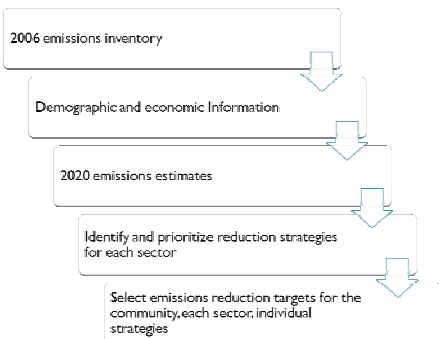 2006 emissions inventory
Demographic and economic Information
2020 emissions estimates
Identify and prioritize reduction strategies
for each sector
Select emissions reduction targets for the
community, each sector, individual
strategies